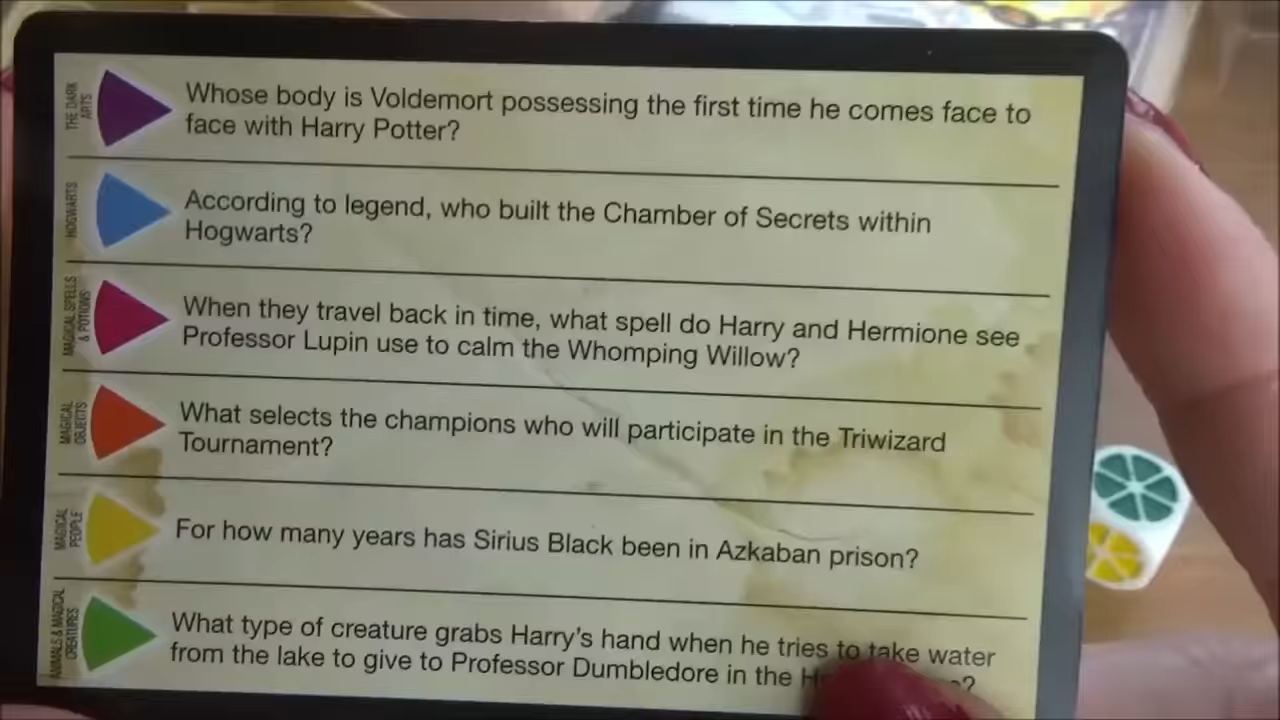 THE DARK
ARTS
Whose body is Voldemort possessing the first time he comes face to
face with Harry Potter?
HOGWARTS
According to legend, who built the Chamber of Secrets within
Hogwarts?
MAGICAL SPELLS
& POTIONS
When they travel back in time, what spell do Harry and Hermione see
Professor Lupin use to calm the Whomping Willow?
MAGICAL
OBJECTS
What selects the champions who will participate in the Triwizard
Tournament?
MAGICAL
PEOPLE
For how many years has Sirius Black been in Azkaban prison?
ANIMALS & MAGICAL
CREATURES
What type of creature grabs Harry's hand when he tries to take water
from the lake to give to Professor Dumbledore in the